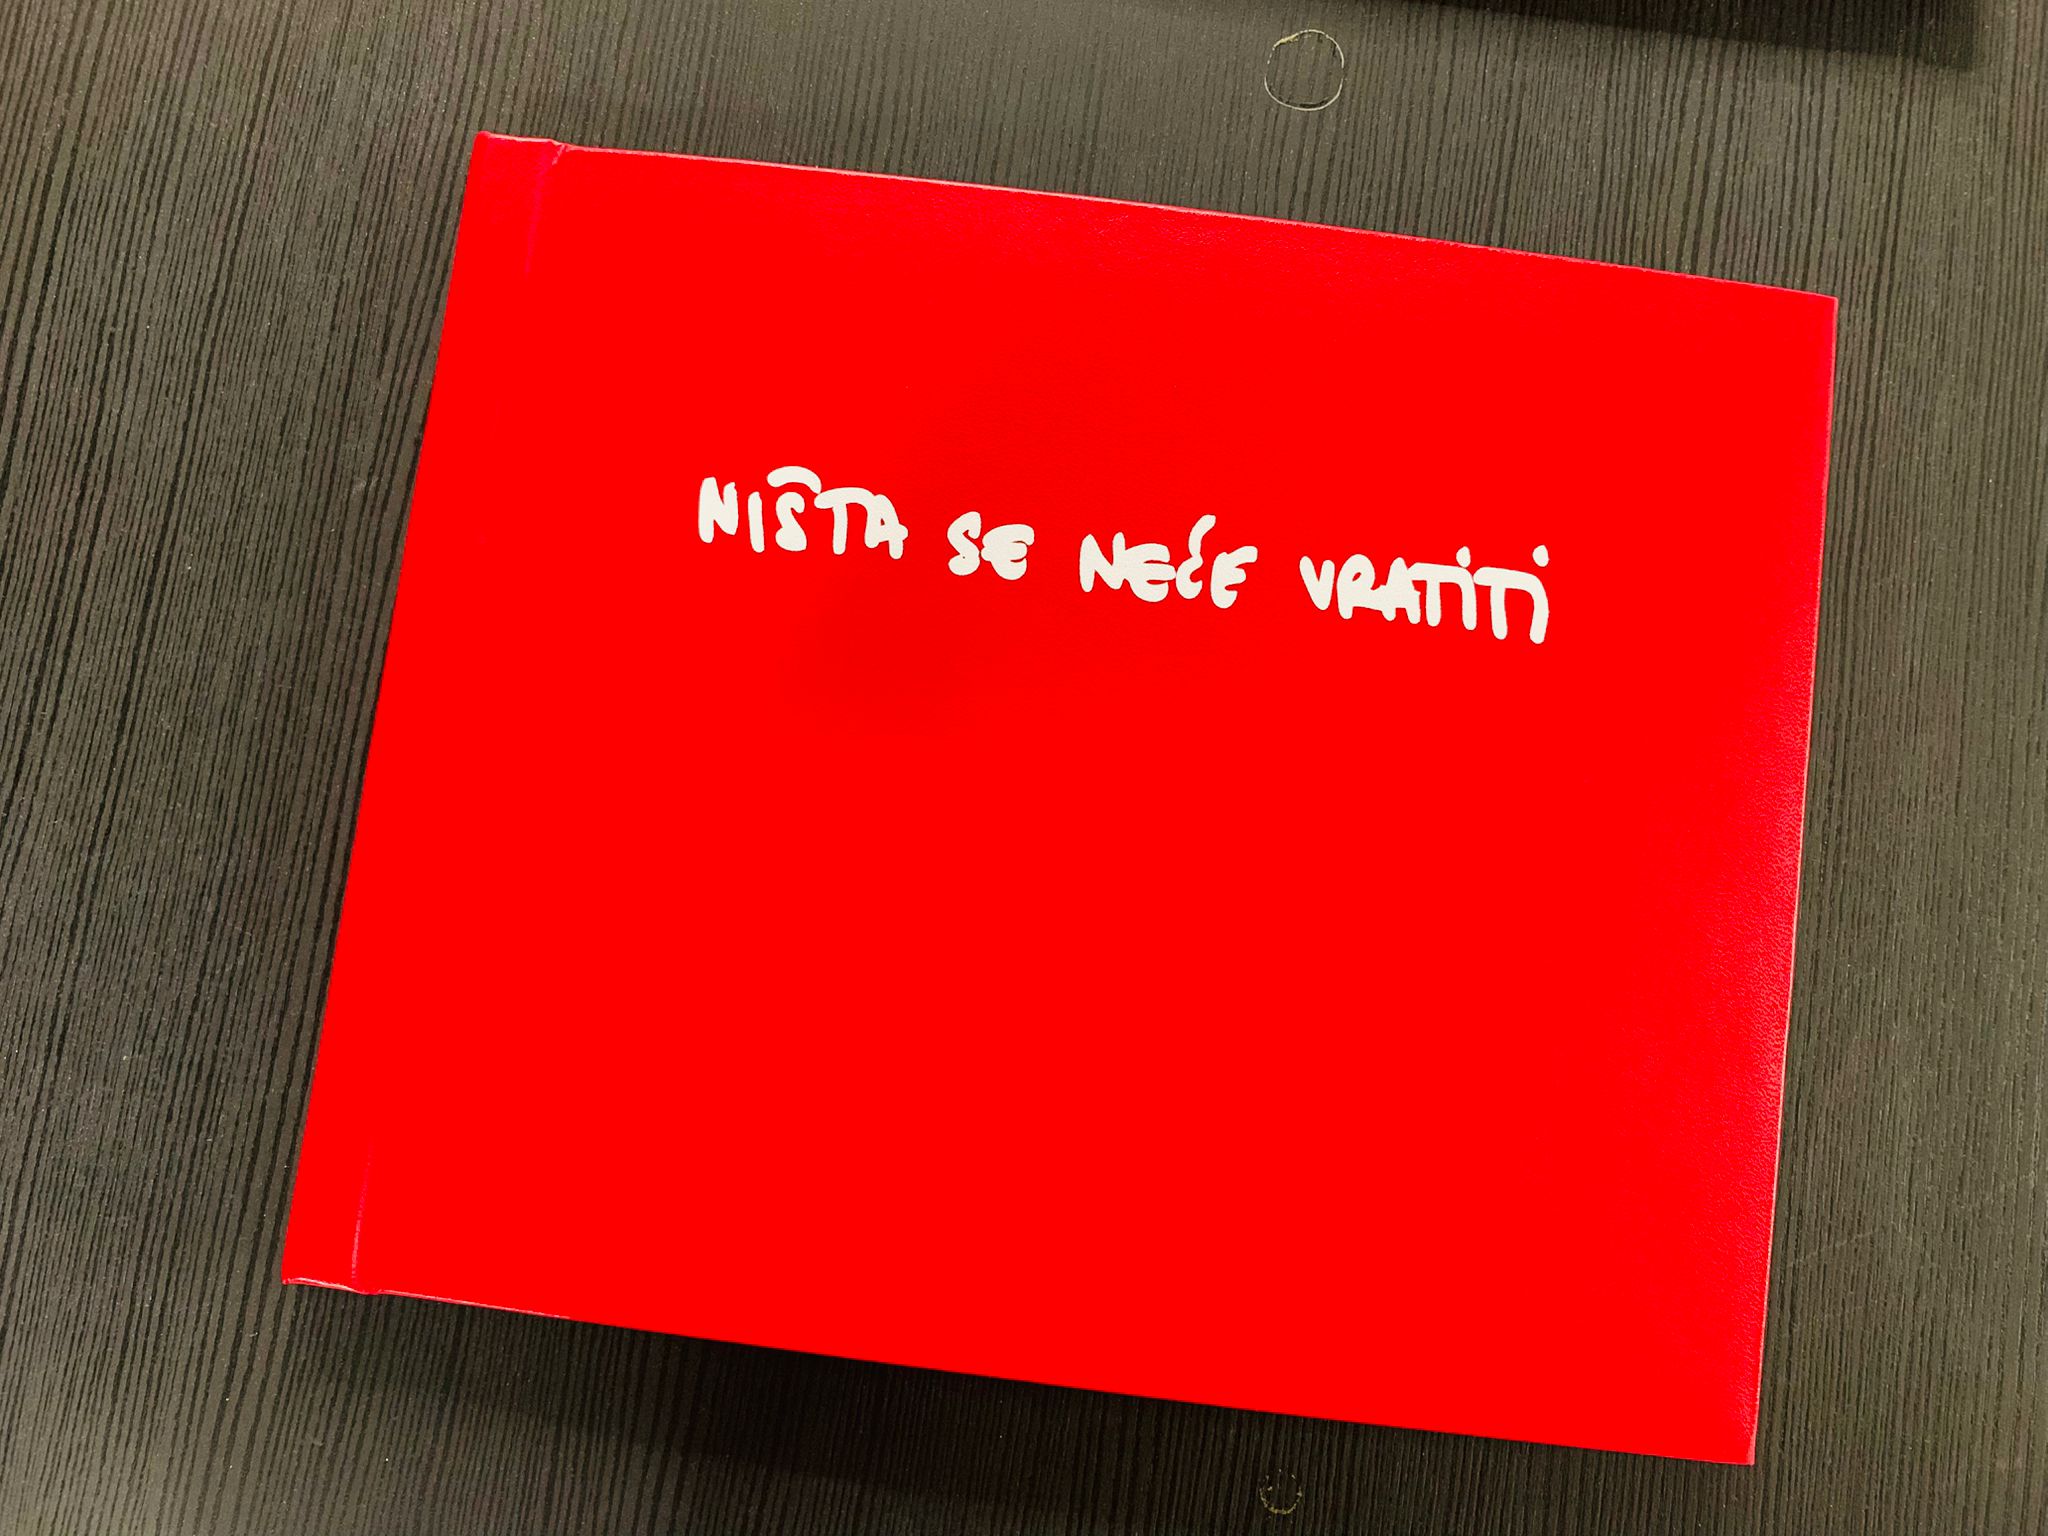 NIŠTA SE NEĆE VRATITI